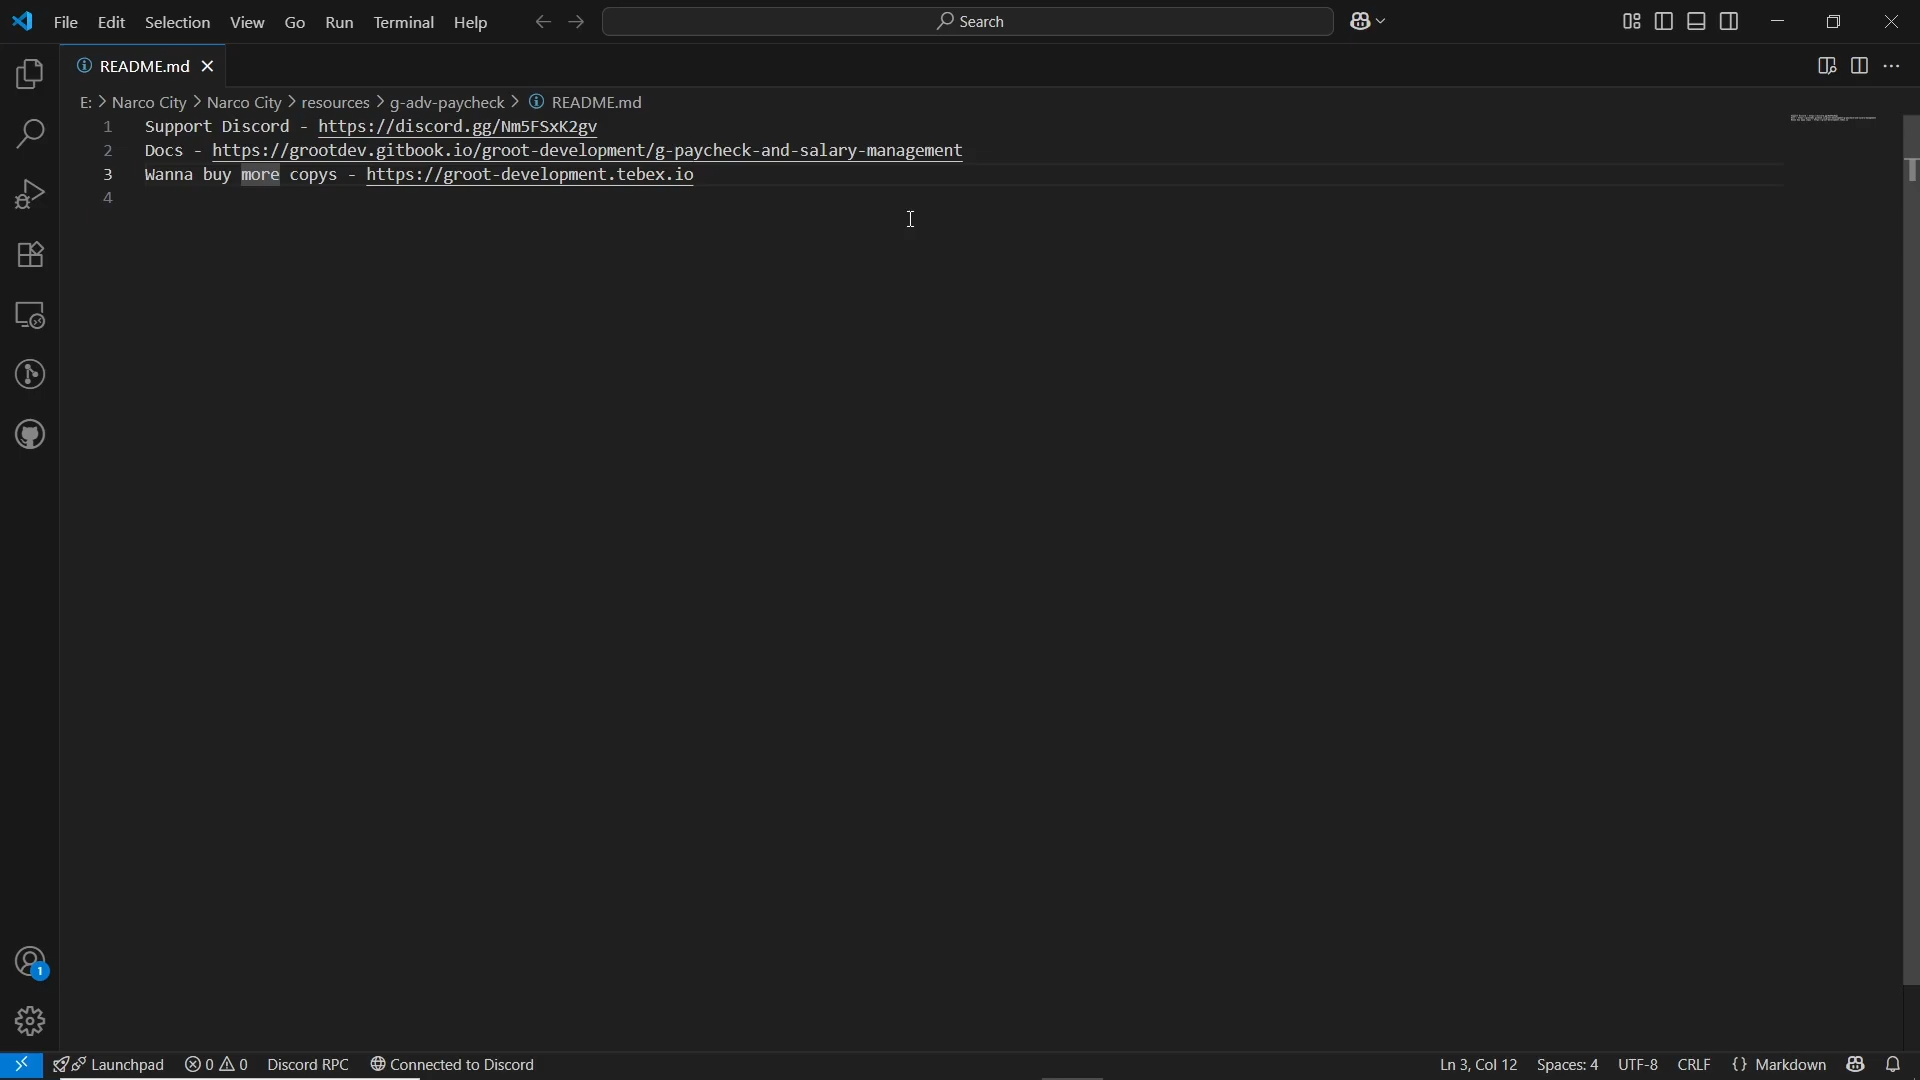 File Edit Selection View Go Run Terminal Help Search
README.md
E: > Narco City > Narco City > resources > g-adv-paycheck > README.md
1 Support Discord - https://discord.gg/Nm5FSxK2gv
2 Docs - https://grootdev.gitbook.io/groot-development/g-paycheck-and-salary-management
3 Wanna buy more copys - https://groot-development.tebex.io
4
1
Launchpad 0 0 Discord RPC Connected to Discord Ln 3, Col 12 Spaces: 4 UTF-8 CRLF {} Markdown